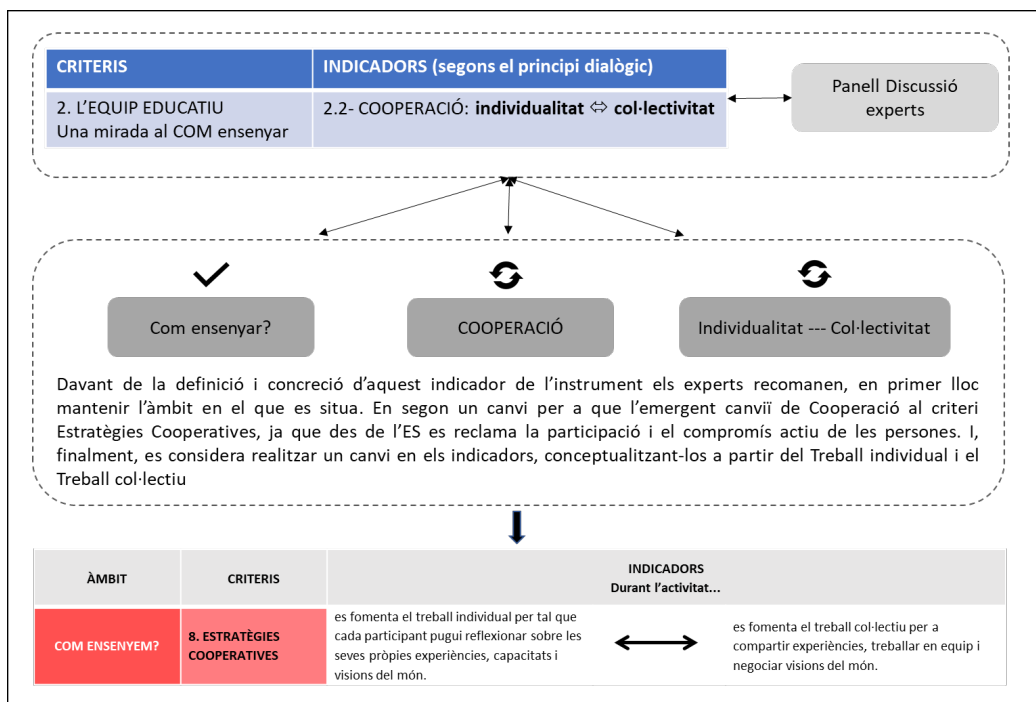 CRITERIS
INDICADORS (segons el principi dialògic)
2. L’EQUIP EDUCATIU
Una mirada al COM ensenyar
2.2- COOPERACIÓ: individualitat ⇔ col·lectivitat
Panell Discussió
experts
Com ensenyar?
COOPERACIÓ
Individualitat --- Col·lectivitat
Davant de la definició i concreció d’aquest indicador de l’instrument els experts recomanen, en primer lloc
mantenir l’àmbit en el que es situa. En segon un canvi per a que l’emergent canviï de Cooperació al criteri
Estratègies Cooperatives, ja que des de l’ES es reclama la participació i el compromís actiu de les persones. I,
finalment, es considera realitzar un canvi en els indicadors, conceptualitzant-los a partir del Treball individual i el
Treball col·lectiu
ÀMBIT
CRITERIS
INDICADORS
Durant l’activitat...
COM ENSENYEM?
8. ESTRATÈGIES
COOPERATIVES
es fomenta el treball individual per tal que
cada participant pugui reflexionar sobre les
seves pròpies experiències, capacitats i
visions del món.
es fomenta el treball col·lectiu per a
compartir experiències, treballar en equip i
negociar visions del món.